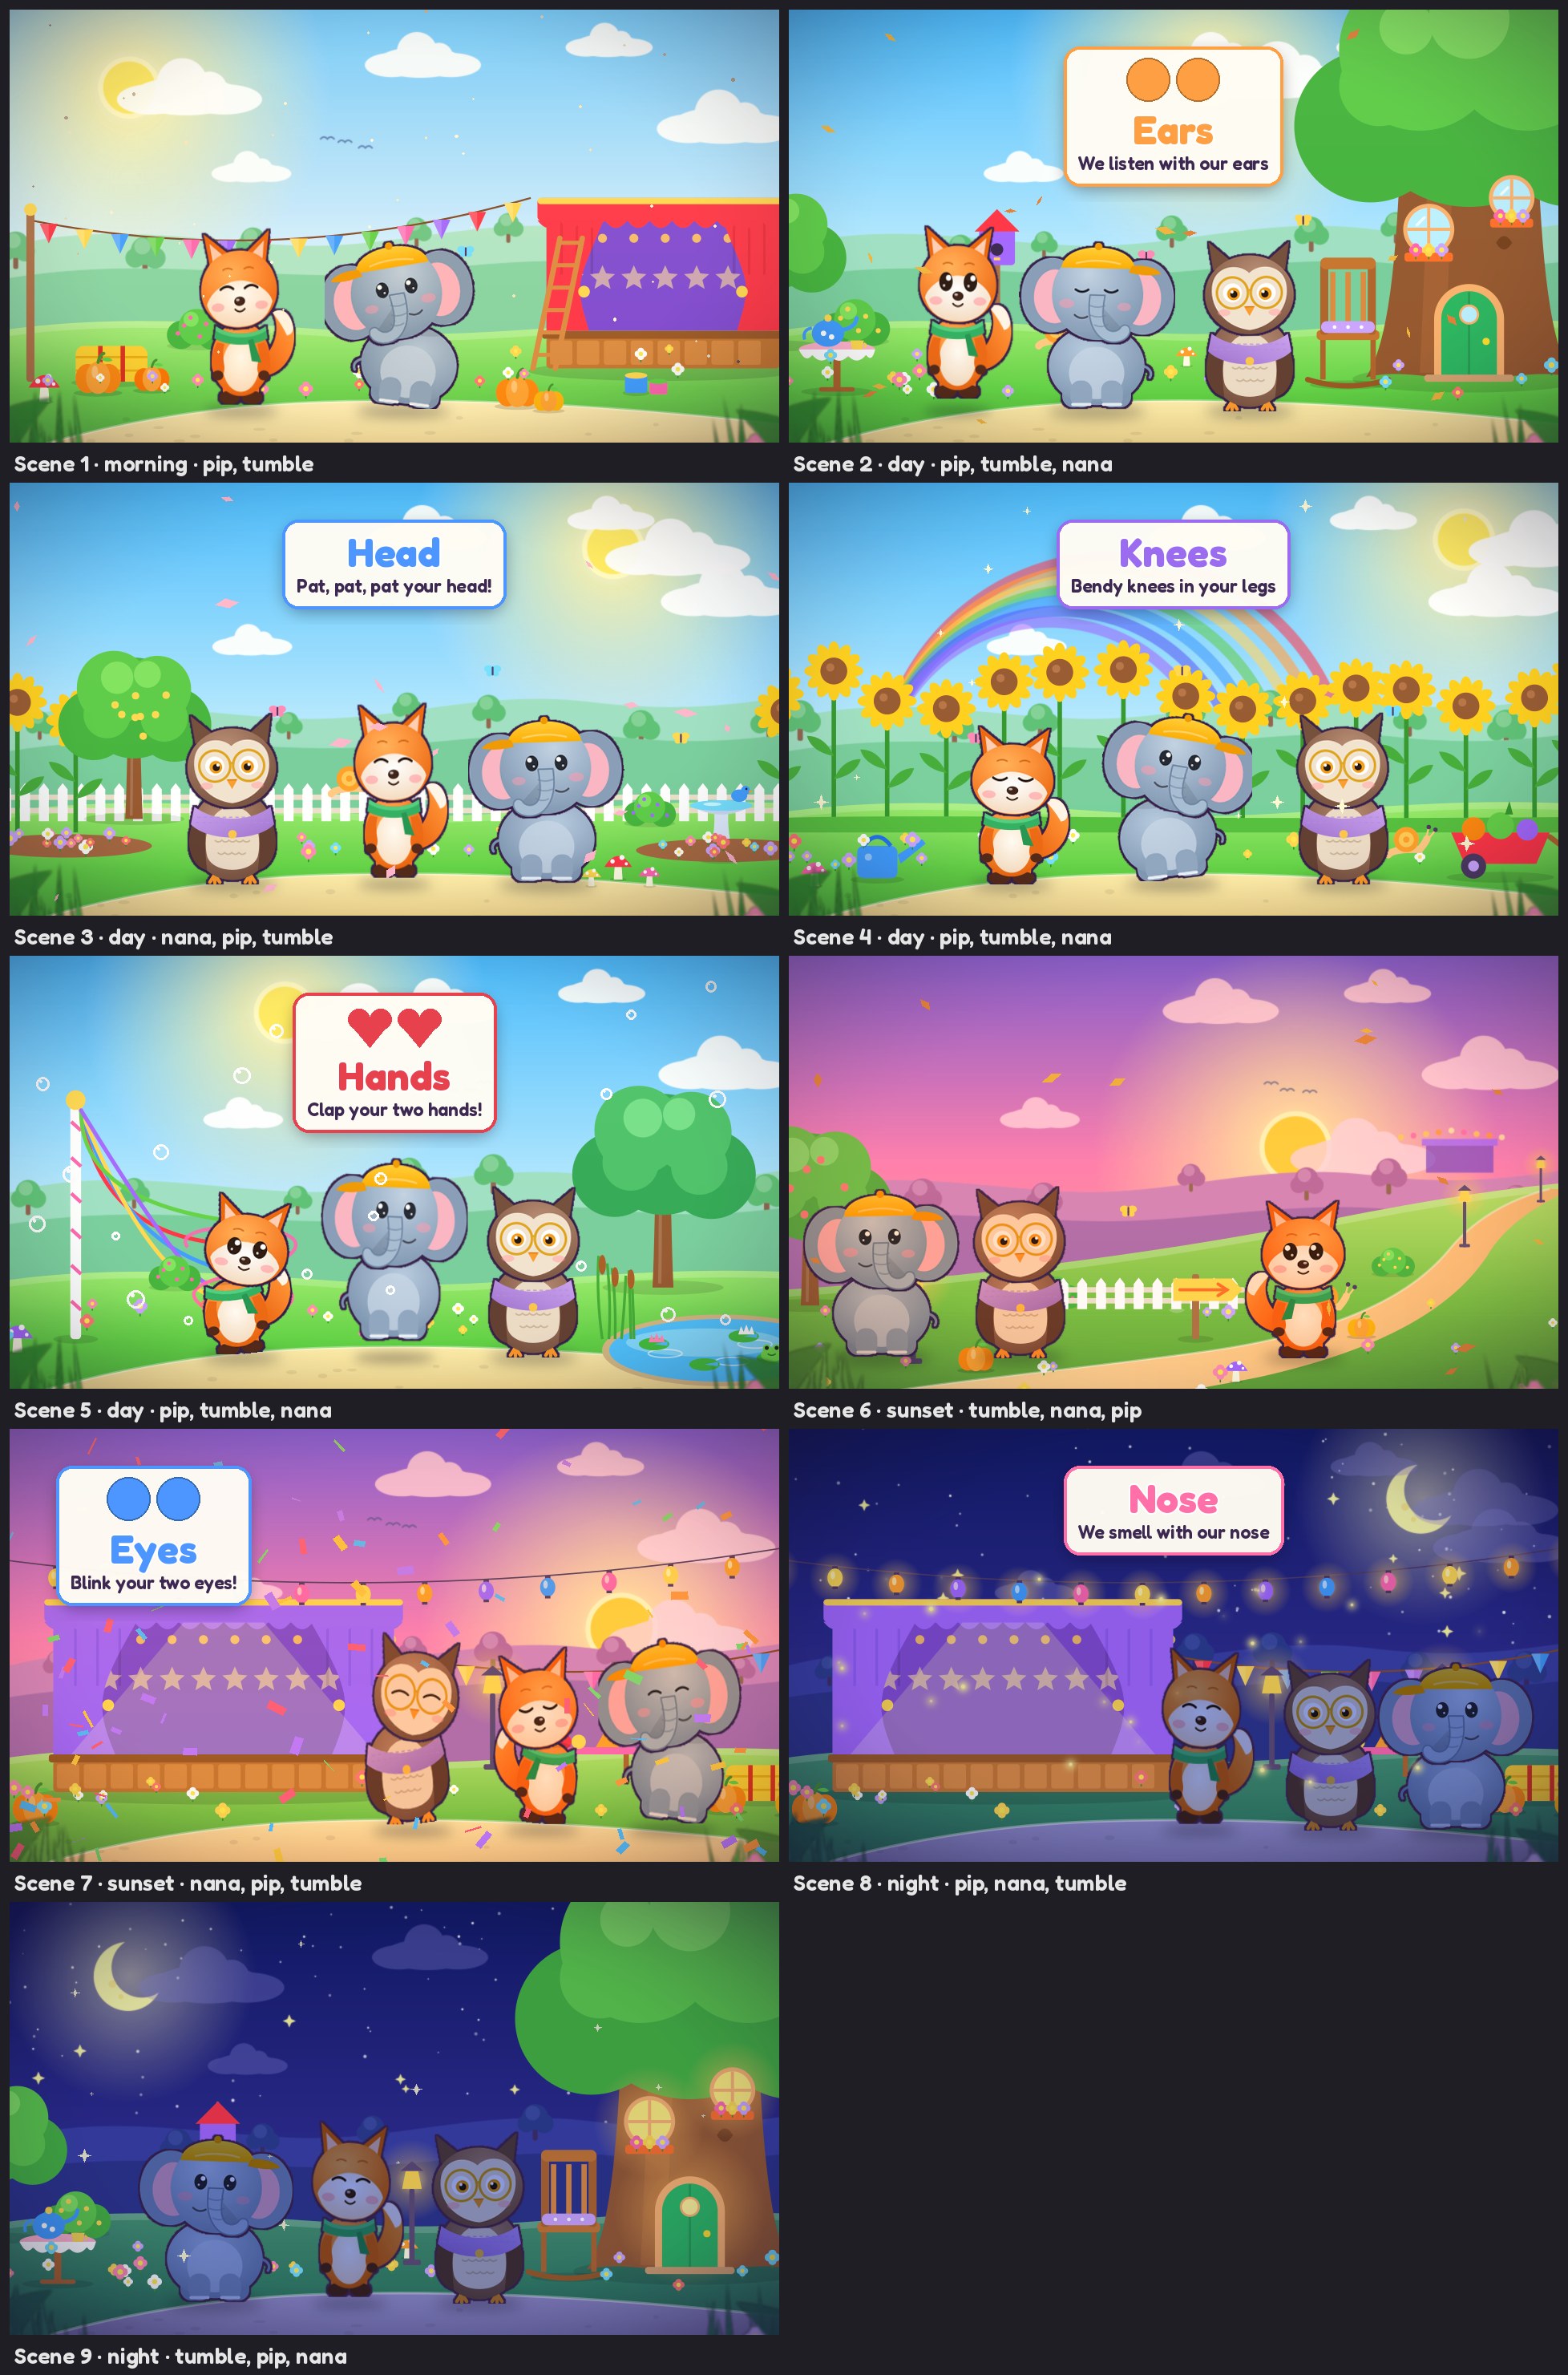 Scene 1 · morning · pip, tumble
Ears
We listen with our ears
Scene 2 · day · pip, tumble, nana
Head
Pat, pat, pat your head!
Scene 3 · day · nana, pip, tumble
Knees
Bendy knees in your legs
Scene 4 · day · pip, tumble, nana
Hands
Clap your two hands!
Scene 5 · day · pip, tumble, nana
Scene 6 · sunset · tumble, nana, pip
Eyes
Blink your two eyes!
Scene 7 · sunset · nana, pip, tumble
Nose
We smell with our nose
Scene 8 · night · pip, nana, tumble
Scene 9 · night · tumble, pip, nana